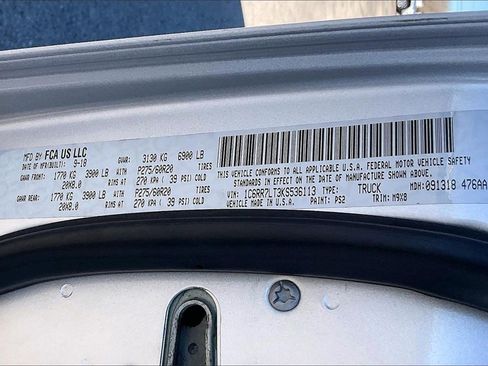 MFD BY FCA US LLC
DATE OF MFR(BUILT): 9-18 GVWR: 3130 KG 6900 LB
TIRES
GAWR FRONT: 1770 KG 3900 LB WITH P275/60R20
20X8.0 RIMS AT 270 KPA ( 39 PSI) COLD
TIRES
GAWR REAR: 1770 KG 3900 LB WITH P275/60R20
20X8.0 RIMS AT 270 KPA ( 39 PSI) COLD
THIS VEHICLE CONFORMS TO ALL APPLICABLE U.S.A. FEDERAL MOTOR VEHICLE SAFETY
STANDARDS IN EFFECT ON THE DATE OF MANUFACTURE SHOWN ABOVE.
VIN: 1C6RR7LT3KS536113 TYPE: TRUCK MDH: 091318 476AA
VEHICLE MADE IN U.S.A. PAINT: PS2 TRIM: M9X8